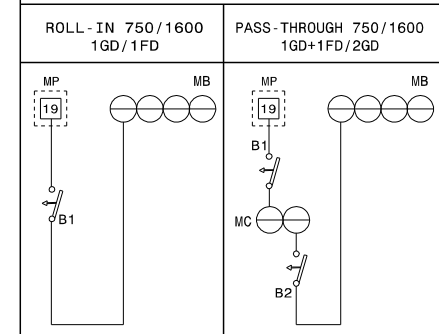 ROLL-IN 750/1600
1GD/1FD
PASS-THROUGH 750/1600
1GD+1FD/2GD
MP
MB
19
B1
MP
MB
19
B1
MC
B2